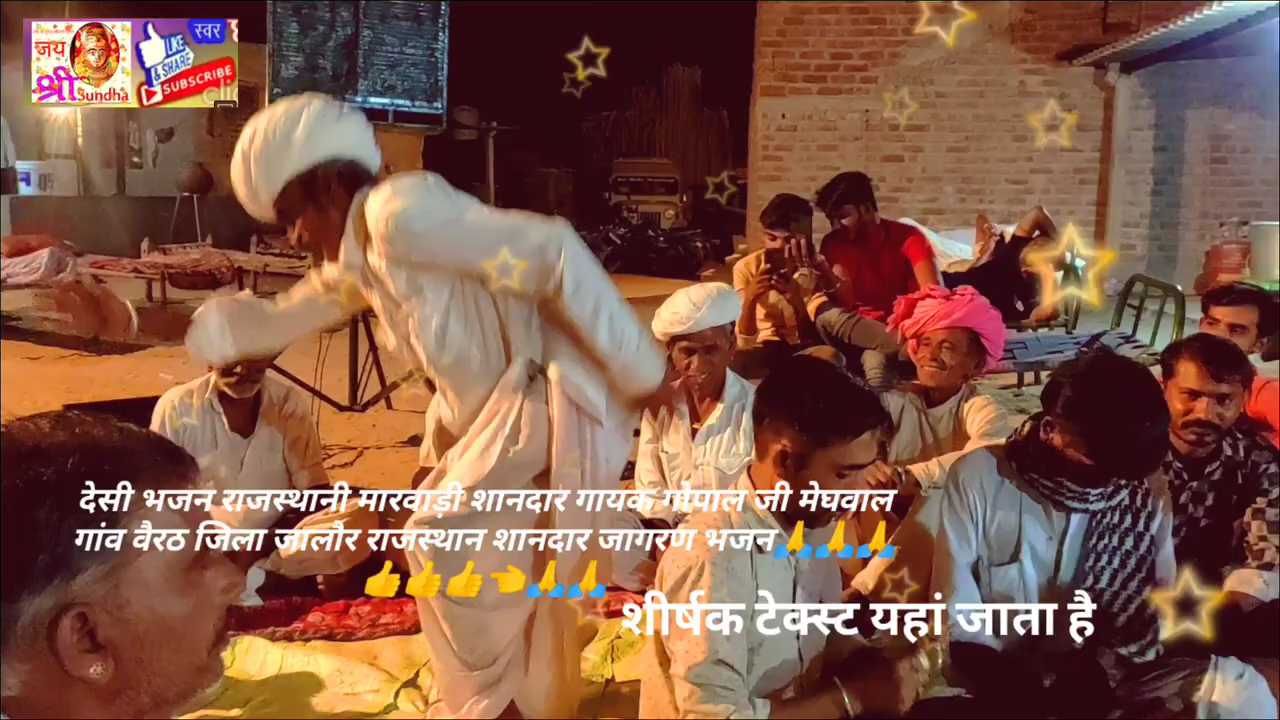 जय
श्री
Sundha
स्वर
LIKE
& SHARE
SUBSCRIBE
देसी भजन राजस्थानी मारवाड़ी शानदार गायक गोपाल जी मेघवाल
गांव वैरठ जिला जालौर राजस्थान शानदार जागरण भजन🙏🙏🙏
👍👍👍👈🙏🙏
शीर्षक टेक्स्ट यहां जाता है